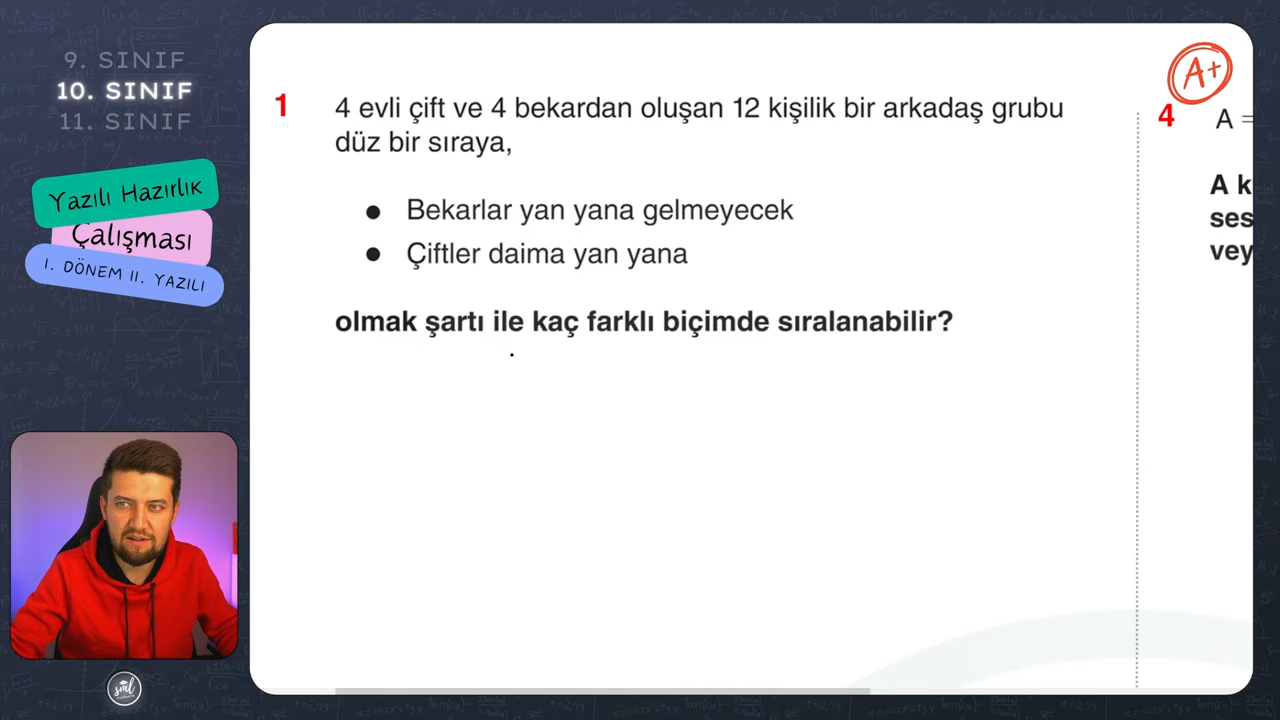 9. SINIF
10. SINIF
11. SINIF
Yazılı Hazırlık
Çalışması
I. DÖNEM II. YAZILI
1
4 evli çift ve 4 bekardan oluşan 12 kişilik bir arkadaş grubu
düz bir sıraya,
● Bekarlar yan yana gelmeyecek
● Çiftler daima yan yana
olmak şartı ile kaç farklı biçimde sıralanabilir?
A+
4 A =
A k
ses
vey
sml